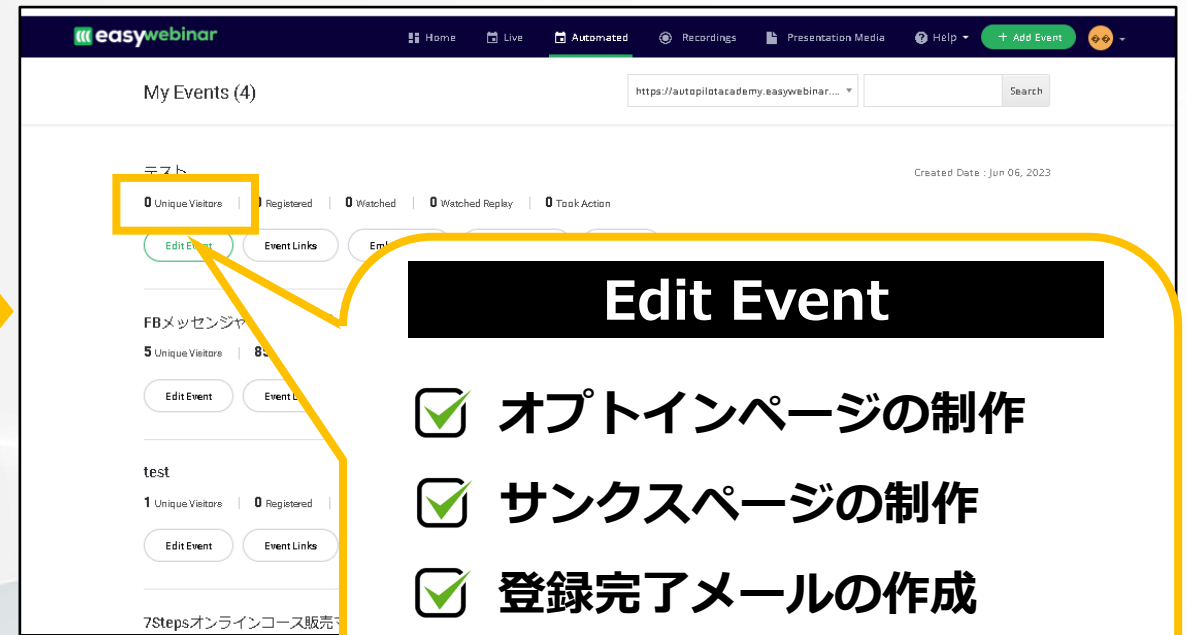 easywebinar
Home Live Automated Recordings Presentation Media Help + Add Event
My Events (4)
https://autopilotacademy.easywebinar.... Search
テスト
Created Date : Jun 06, 2023
0 Unique Visitors 0 Registered 0 Watched 0 Watched Replay 0 Took Action
Edit Event Event Links
Edit Event
FBメッセンジャ
5 Unique Visitors
Edit Event
オプトインページの制作
test
1 Unique Visitors 0 Registered
サンクスページの制作
Edit Event Event Links
登録完了メールの作成
7Stepsオンラインコース販売